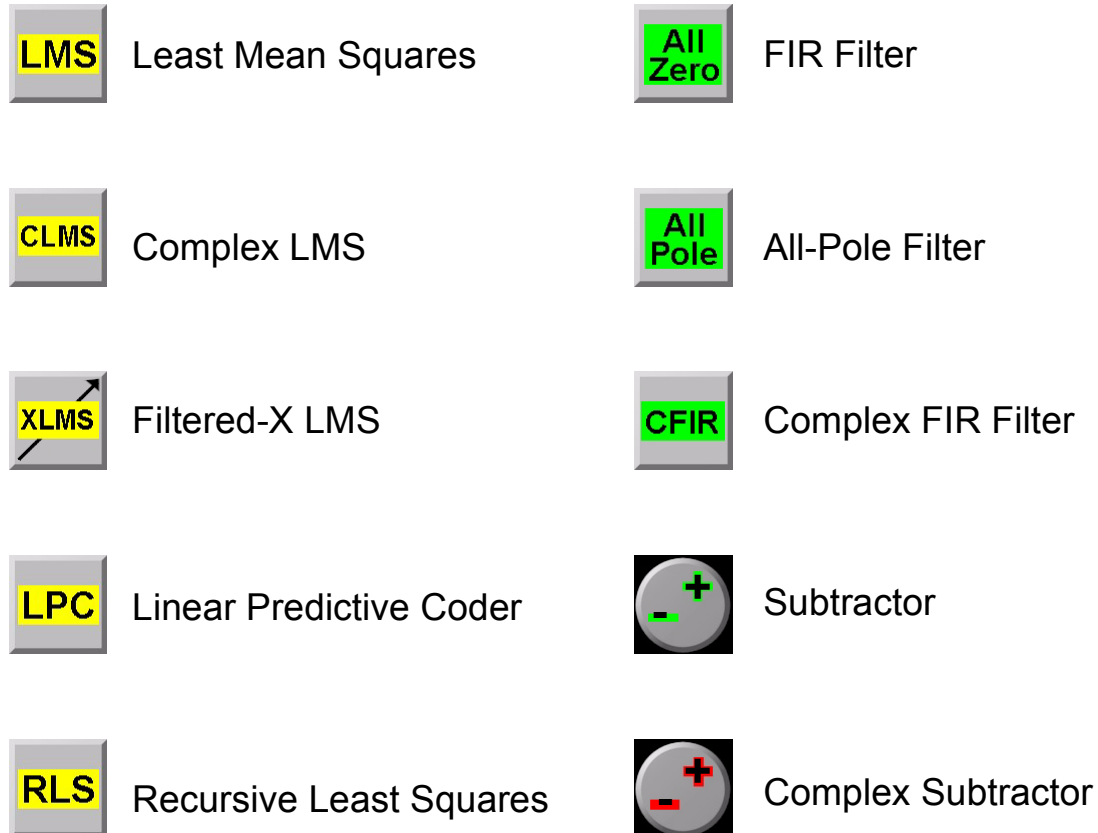 LMS Least Mean Squares
All
Zero
FIR Filter
CLMS Complex LMS
All
Pole
All-Pole Filter
XLMS Filtered-X LMS
CFIR Complex FIR Filter
LPC Linear Predictive Coder
- +
Subtractor
RLS Recursive Least Squares
- +
Complex Subtractor